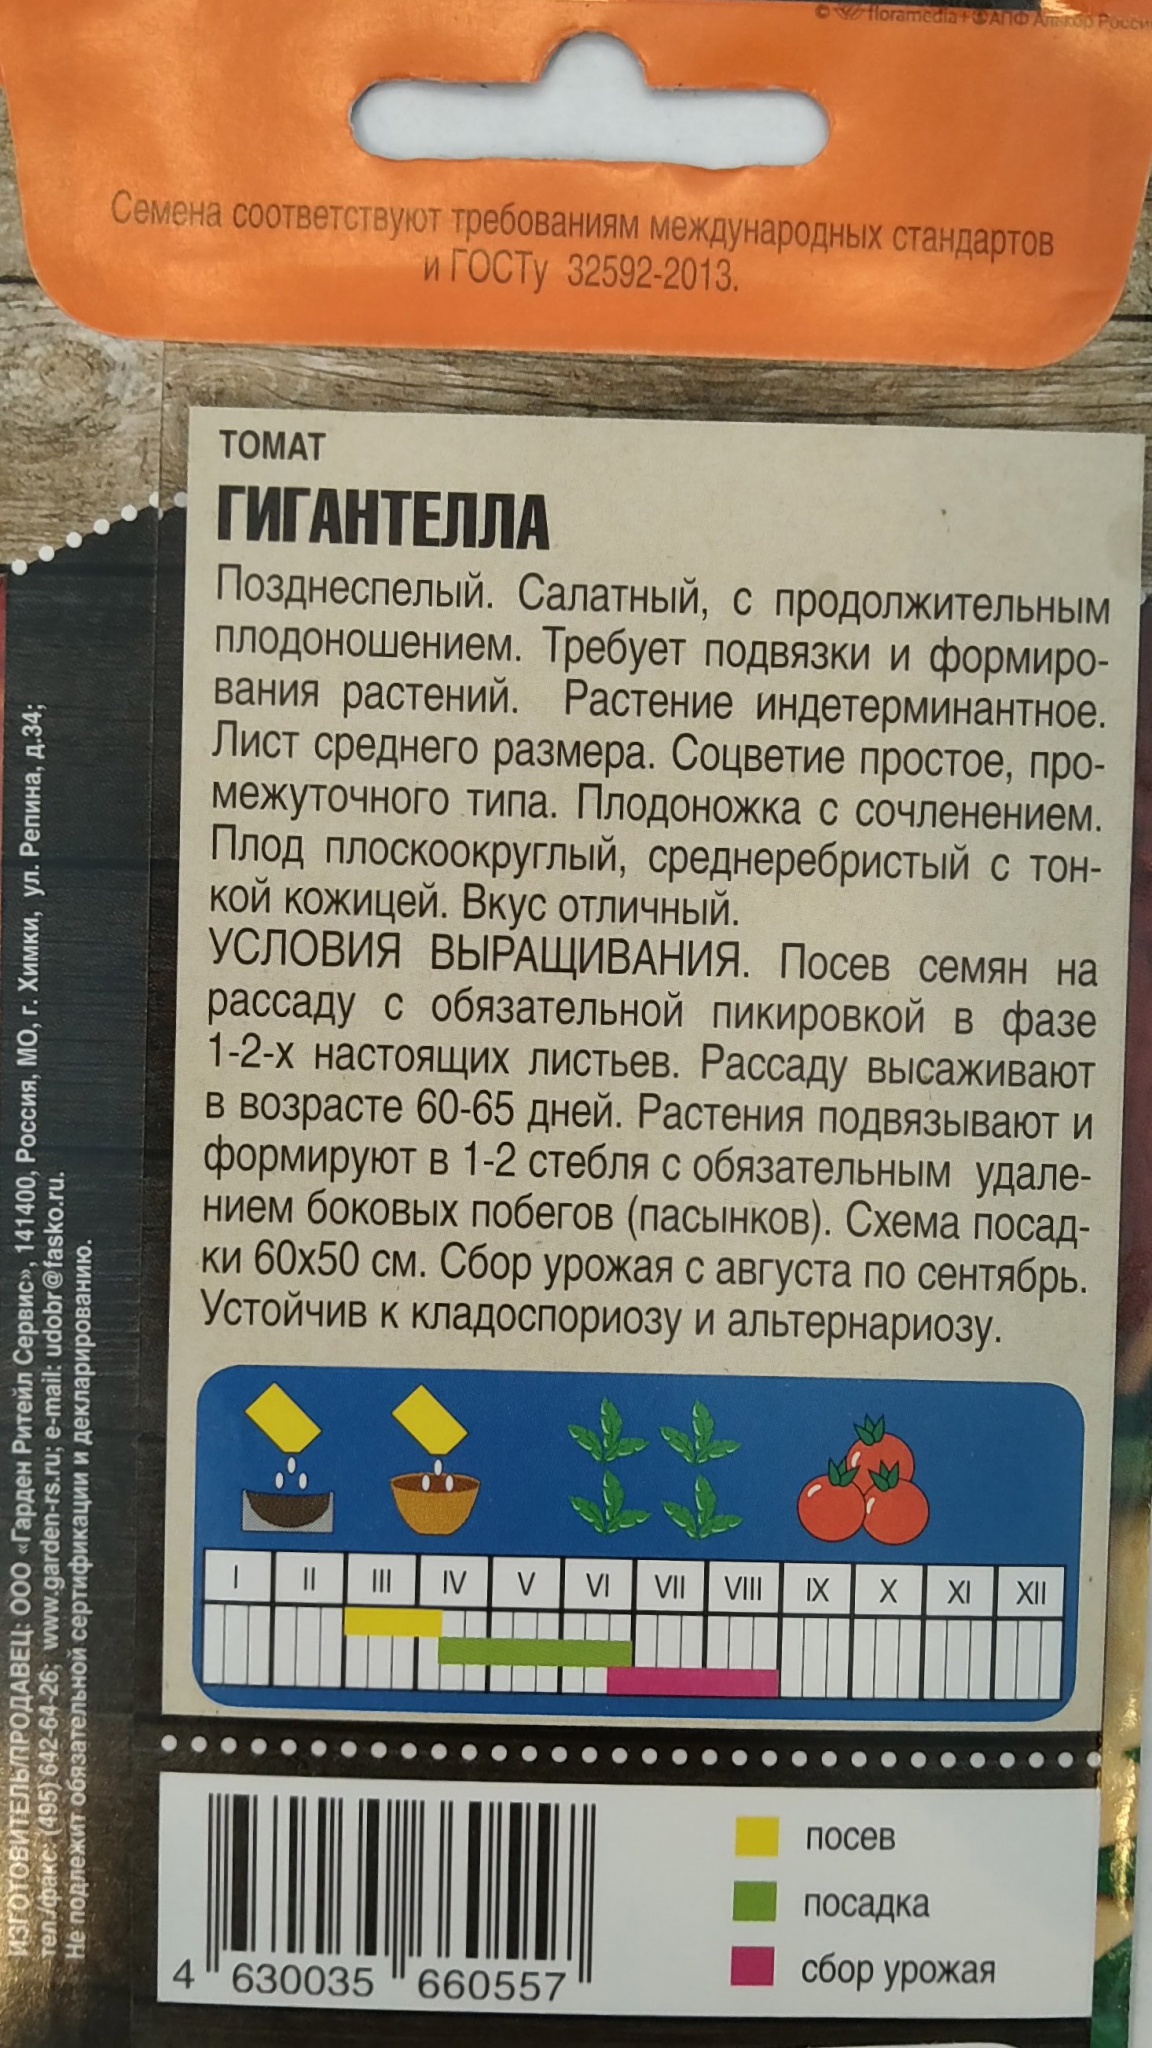 © floramedia+©АПФ Алькор Росси
Семена соответствуют требованиям международных стандартов
и ГОСТу 32592-2013.
ТОМАТ
ГИГАНТЕЛЛА
Позднеспелый. Салатный, с продолжительным
плодоношением. Требует подвязки и формиро-
вания растений. Растение индетерминантное.
Лист среднего размера. Соцветие простое, про-
межуточного типа. Плодоножка с сочленением.
Плод плоскоокруглый, среднеребристый с тон-
кой кожицей. Вкус отличный.
УСЛОВИЯ ВЫРАЩИВАНИЯ. Посев семян на
рассаду с обязательной пикировкой в фазе
1-2-х настоящих листьев. Рассаду высаживают
в возрасте 60-65 дней. Растения подвязывают и
формируют в 1-2 стебля с обязательным удале-
нием боковых побегов (пасынков). Схема посад-
ки 60х50 см. Сбор урожая с августа по сентябрь.
Устойчив к кладоспориозу и альтернариозу.
I II III IV V VI VII VIII IX X XI XII
посев
посадка
сбор урожая
4 630035 660557
ИЗГОТОВИТЕЛЬ/ПРОДАВЕЦ: ООО «Гарден Ритейл Сервис», 141400, Россия, МО, г. Химки, ул. Репина, д.34;
тел./факс: (495) 642-64-26; www.garden-rs.ru; e-mail: udobr@fasko.ru.
Не подлежит обязательной сертификации и декларированию.